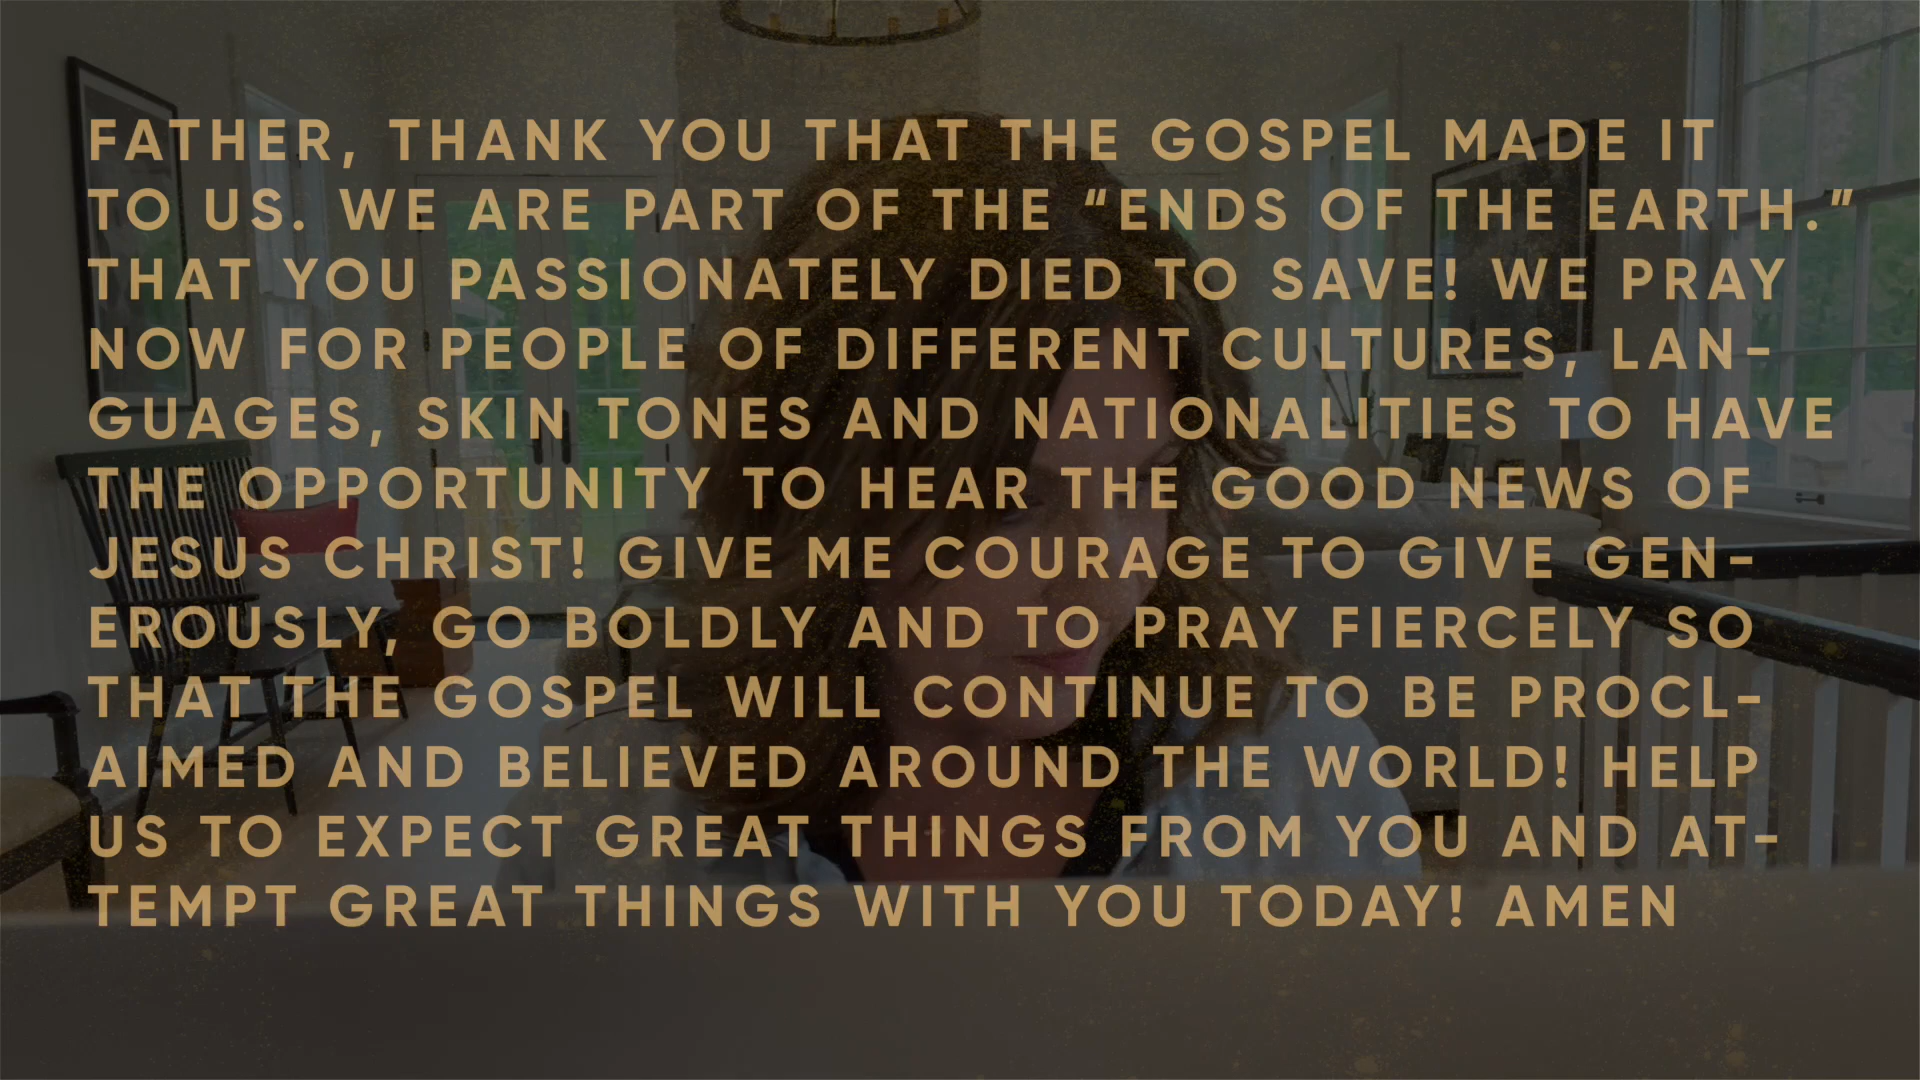 FATHER, THANK YOU THAT THE GOSPEL MADE IT
TO US. WE ARE PART OF THE “ENDS OF THE EARTH.”
THAT YOU PASSIONATELY DIED TO SAVE! WE PRAY
NOW FOR PEOPLE OF DIFFERENT CULTURES, LAN-
GUAGES, SKIN TONES AND NATIONALITIES TO HAVE
THE OPPORTUNITY TO HEAR THE GOOD NEWS OF
JESUS CHRIST! GIVE ME COURAGE TO GIVE GEN-
EROUSLY, GO BOLDLY AND TO PRAY FIERCELY SO
THAT THE GOSPEL WILL CONTINUE TO BE PROCL-
AIMED AND BELIEVED AROUND THE WORLD! HELP
US TO EXPECT GREAT THINGS FROM YOU AND AT-
TEMPT GREAT THINGS WITH YOU TODAY! AMEN